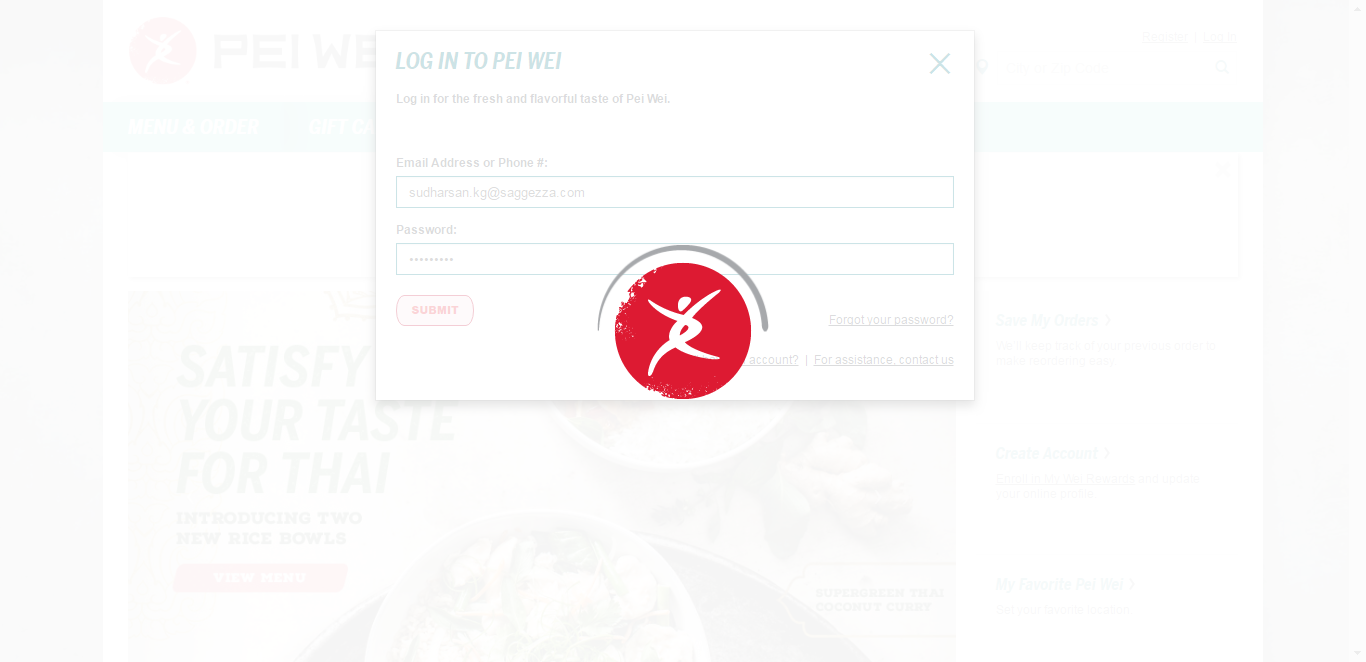 PEI WE
Register | Log In
MENU & ORDER
GIFT CA
LOG IN TO PEI WEI
Log in for the fresh and flavorful taste of Pei Wei.
Email Address or Phone #:
sudharsan.kg@saggezza.com
Password:
•••••••••
SUBMIT
Forgot your password?
account? | For assistance, contact us
SATISFY
YOUR TASTE
FOR THAI
INTRODUCING TWO
NEW RICE BOWLS
VIEW MENU
SUPERGREEN THAI
COCONUT CURRY
Save My Orders >
We'll keep track of your previous order to
make reordering easy.
Create Account >
Enroll in My Wei Rewards and update
your online profile.
My Favorite Pei Wei >
Set your favorite location